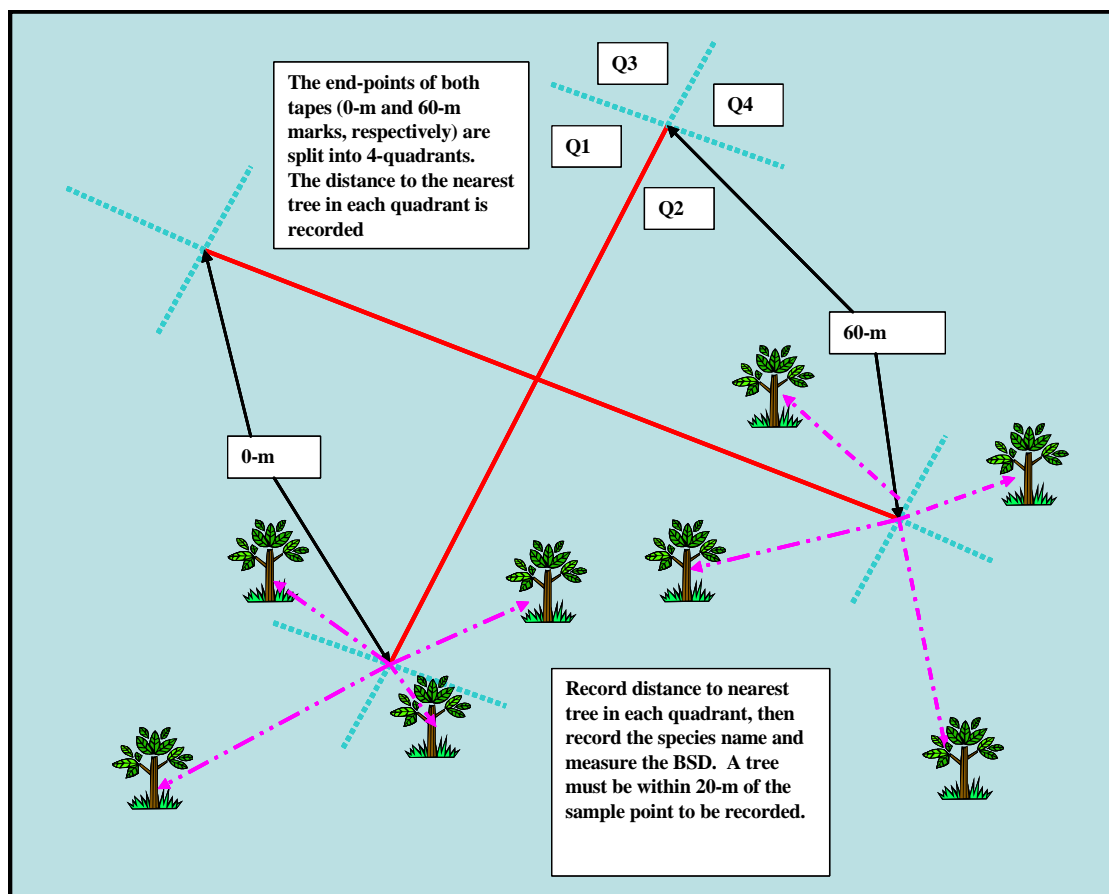 The end-points of both
tapes (0-m and 60-m
marks, respectively) are
split into 4-quadrants.
The distance to the nearest
tree in each quadrant is
recorded
Q3
Q4
Q1
Q2
60-m
0-m
Record distance to nearest
tree in each quadrant, then
record the species name and
measure the BSD.  A tree
must be within 20-m of the
sample point to be recorded.